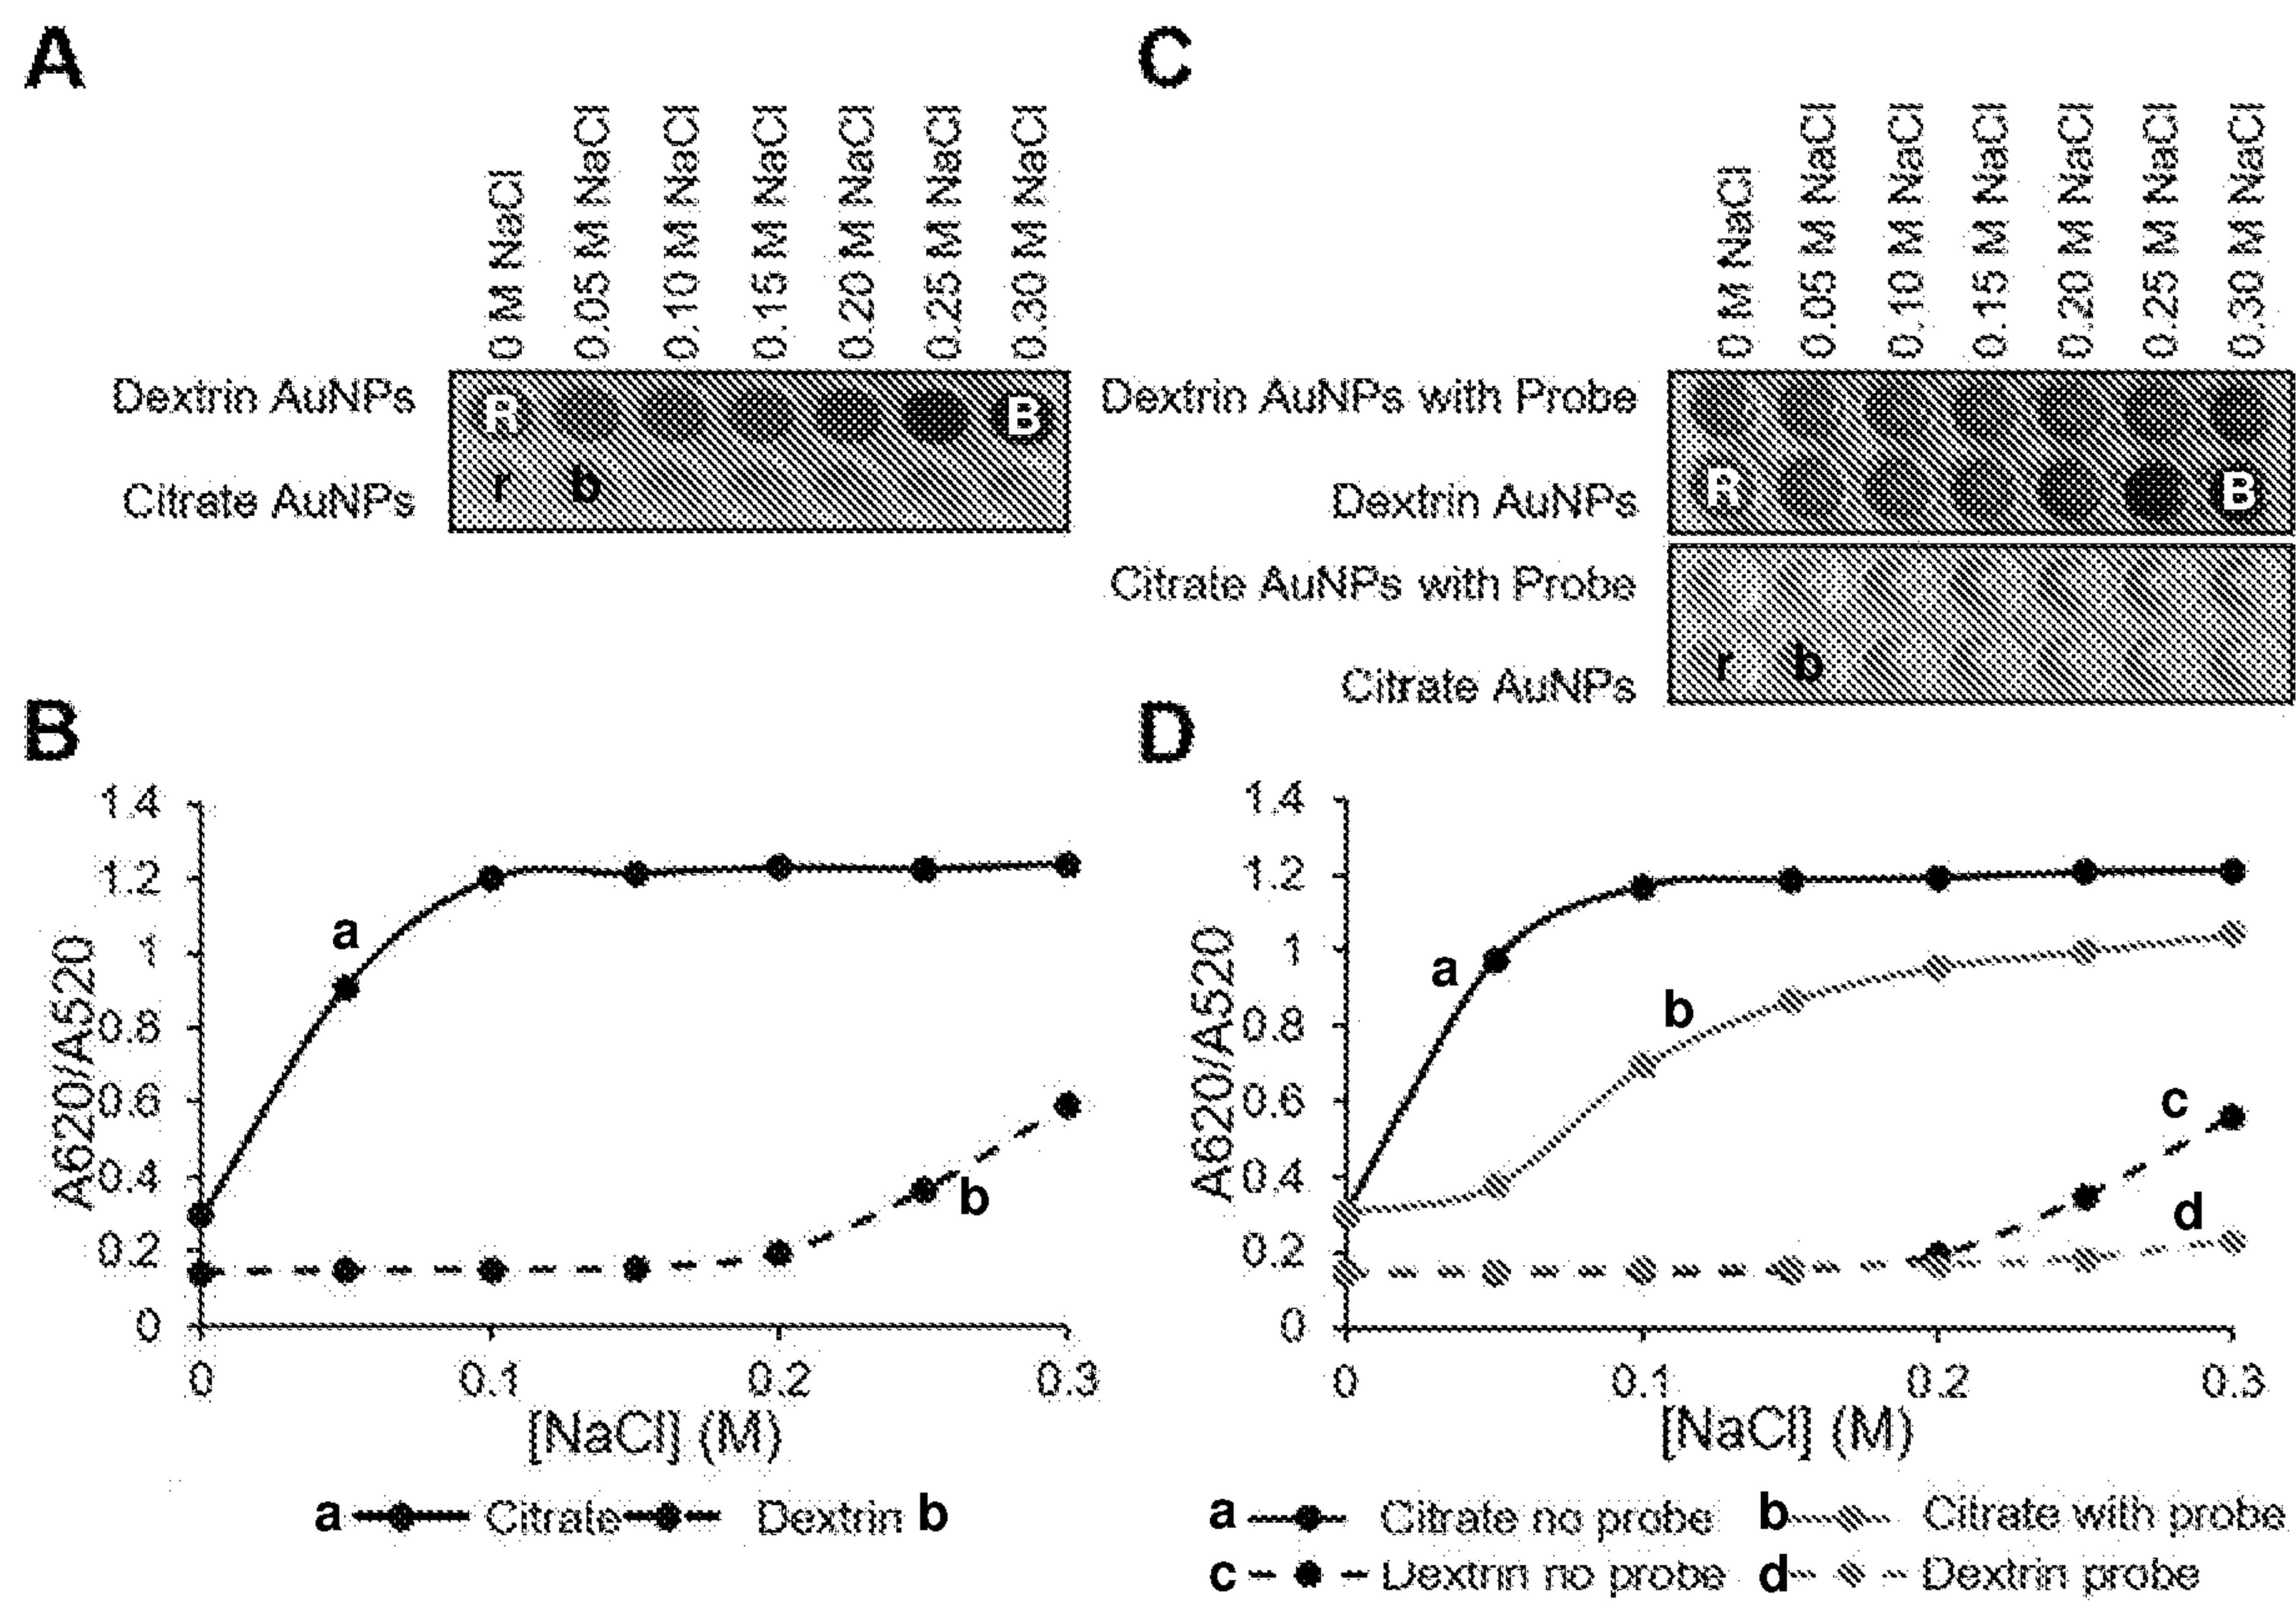 A
0 M NaCl
0.05 M NaCl
0.10 M NaCl
0.15 M NaCl
0.20 M NaCl
0.25 M NaCl
0.30 M NaCl
Dextrin AuNPs
R
B
Citrate AuNPs
r
b
C
0 M NaCl
0.05 M NaCl
0.10 M NaCl
0.15 M NaCl
0.20 M NaCl
0.25 M NaCl
0.30 M NaCl
Dextrin AuNPs with Probe
Dextrin AuNPs
R
B
Citrate AuNPs with Probe
Citrate AuNPs
r
b
B
1.4
1.2
1
0.8
0.6
0.4
0.2
0
A620/A520
a
b
0
0.1
0.2
0.3
[NaCl] (M)
a Citrate Dextrin b
D
1.4
1.2
1
0.8
0.6
0.4
0.2
0
A620/A520
a
b
c
d
0
0.1
0.2
0.3
[NaCl] (M)
a Citrate no probe b Citrate with probe
c Dextrin no probe d Dextrin probe